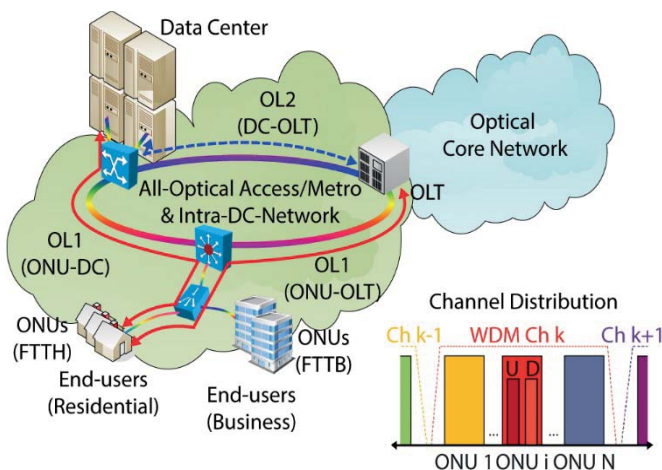 Data Center
OL2
(DC-OLT)
Optical
Core Network
All-Optical Access/Metro
& Intra-DC-Network
OLT
OL1
(ONU-DC)
OL1
(ONU-OLT)
ONUs
(FTTH)
ONUs
(FTTB)
End-users
(Residential)
End-users
(Business)
Channel Distribution
Ch k-1 WDM Ch k Ch k+1
U D
... ...
ONU 1 ONU i ONU N